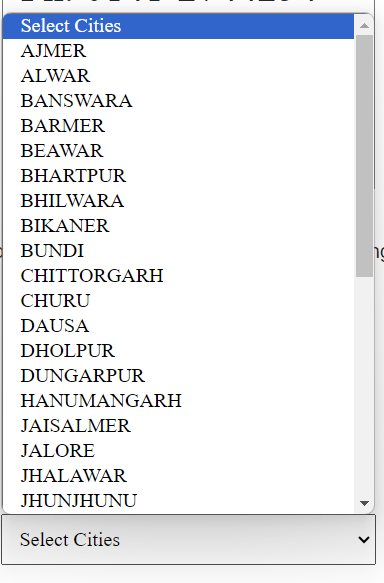 Select Cities
AJMER
ALWAR
BANSWARA
BARMER
BEAWAR
BHARTPUR
BHILWARA
BIKANER
BUNDI
CHITTORGARH
CHURU
DAUSA
DHOLPUR
DUNGARPUR
HANUMANGARH
JAISALMER
JALORE
JHALAWAR
JHUNJHUNU
Select Cities